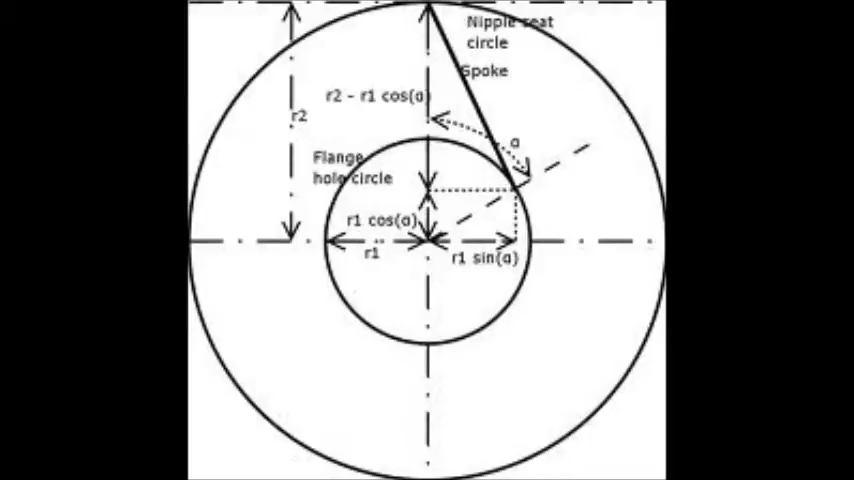 Nipple seat
circle
Spoke
r2 - r1 cos(a)
r2
a
Flange
hole circle
r1 cos(a)
r1
r1 sin(a)